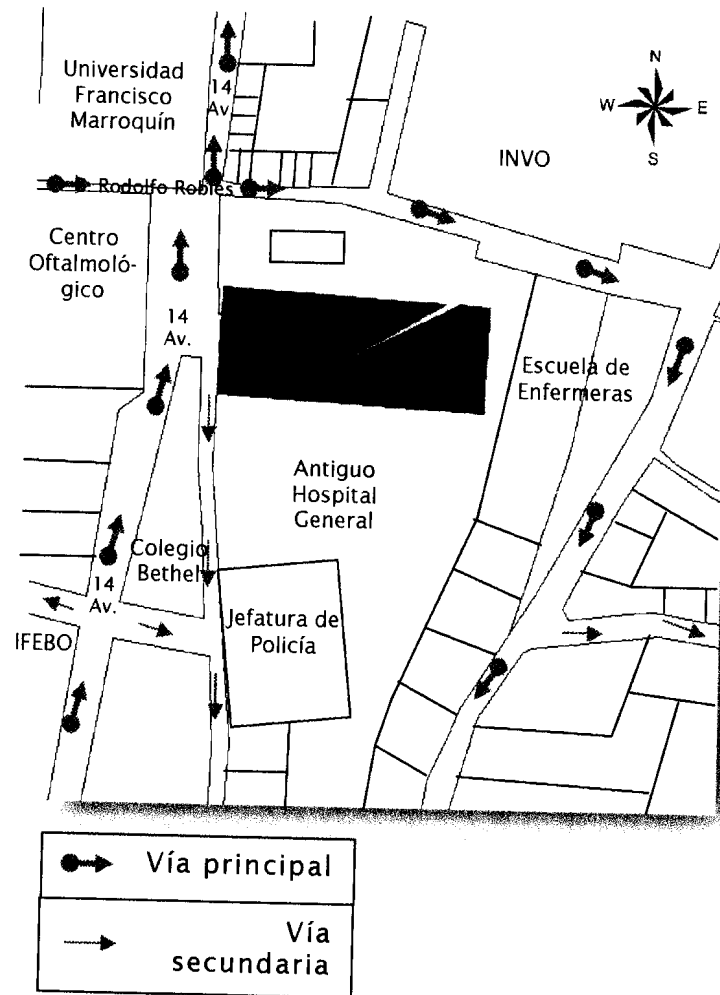 Universidad
Francisco
Marroquín
14
Av
N
W
E
S
INVO
Rodolfo Robles
Centro
Oftalmoló-
gico
14
Av.
Escuela de
Enfermeras
Antiguo
Hospital
General
Colegio
Bethel
14
Av.
Jefatura de
Policía
IFEBO
Vía principal
Vía
secundaria